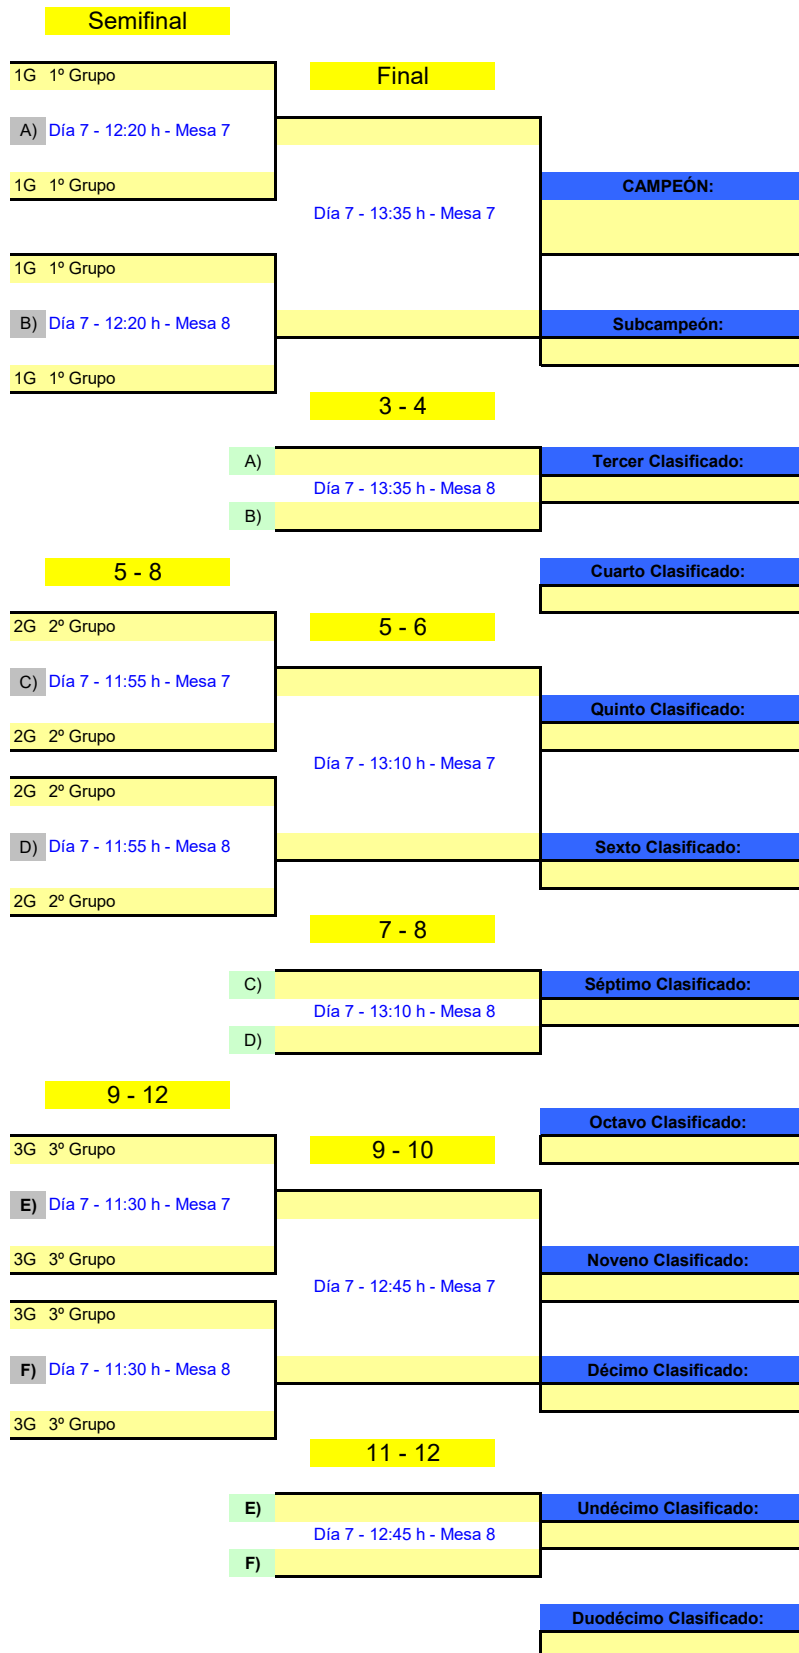 Semifinal
1G 1º Grupo
Final
A) Día 7 - 12:20 h - Mesa 7
1G 1º Grupo
CAMPEÓN:
Día 7 - 13:35 h - Mesa 7
1G 1º Grupo
B) Día 7 - 12:20 h - Mesa 8
Subcampeón:
1G 1º Grupo
3 - 4
A)
Tercer Clasificado:
Día 7 - 13:35 h - Mesa 8
B)
5 - 8
Cuarto Clasificado:
2G 2º Grupo
5 - 6
C) Día 7 - 11:55 h - Mesa 7
Quinto Clasificado:
2G 2º Grupo
Día 7 - 13:10 h - Mesa 7
2G 2º Grupo
D) Día 7 - 11:55 h - Mesa 8
Sexto Clasificado:
2G 2º Grupo
7 - 8
C)
Séptimo Clasificado:
Día 7 - 13:10 h - Mesa 8
D)
9 - 12
Octavo Clasificado:
3G 3º Grupo
9 - 10
E) Día 7 - 11:30 h - Mesa 7
3G 3º Grupo
Noveno Clasificado:
Día 7 - 12:45 h - Mesa 7
3G 3º Grupo
F) Día 7 - 11:30 h - Mesa 8
Décimo Clasificado:
3G 3º Grupo
11 - 12
E)
Undécimo Clasificado:
Día 7 - 12:45 h - Mesa 8
F)
Duodécimo Clasificado: